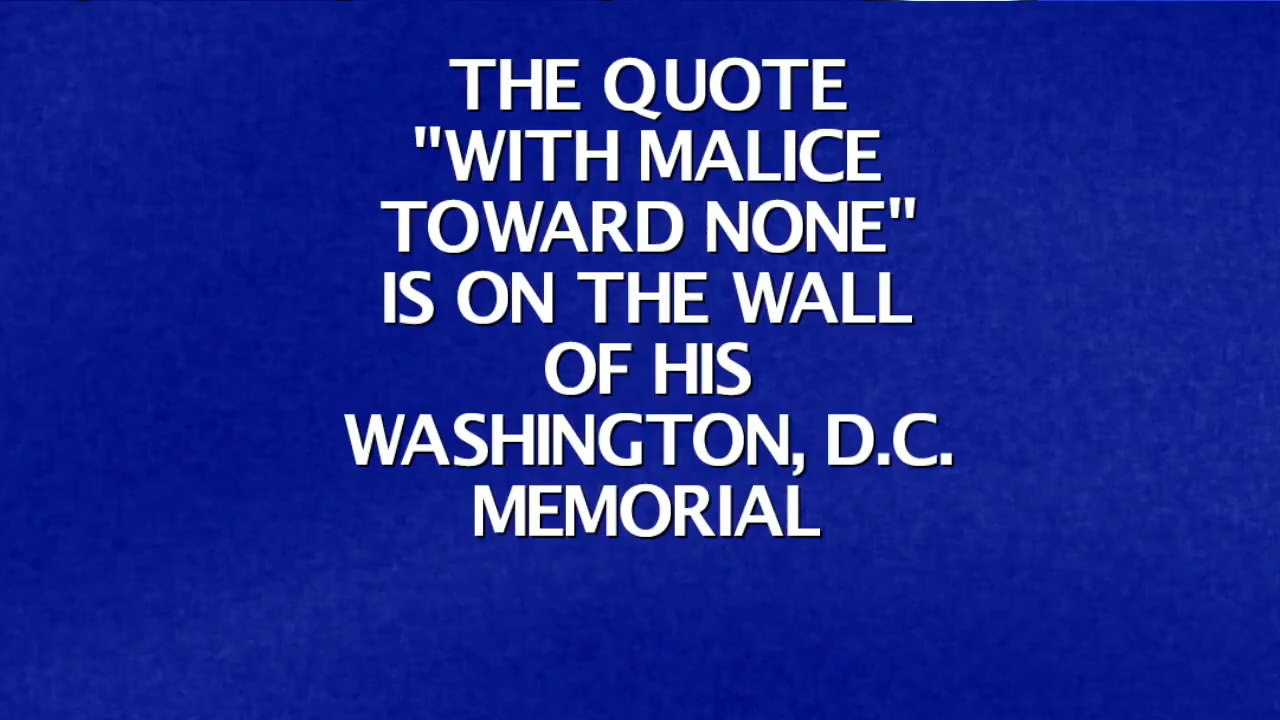 THE QUOTE
"WITH MALICE
TOWARD NONE"
IS ON THE WALL
OF HIS
WASHINGTON, D.C.
MEMORIAL